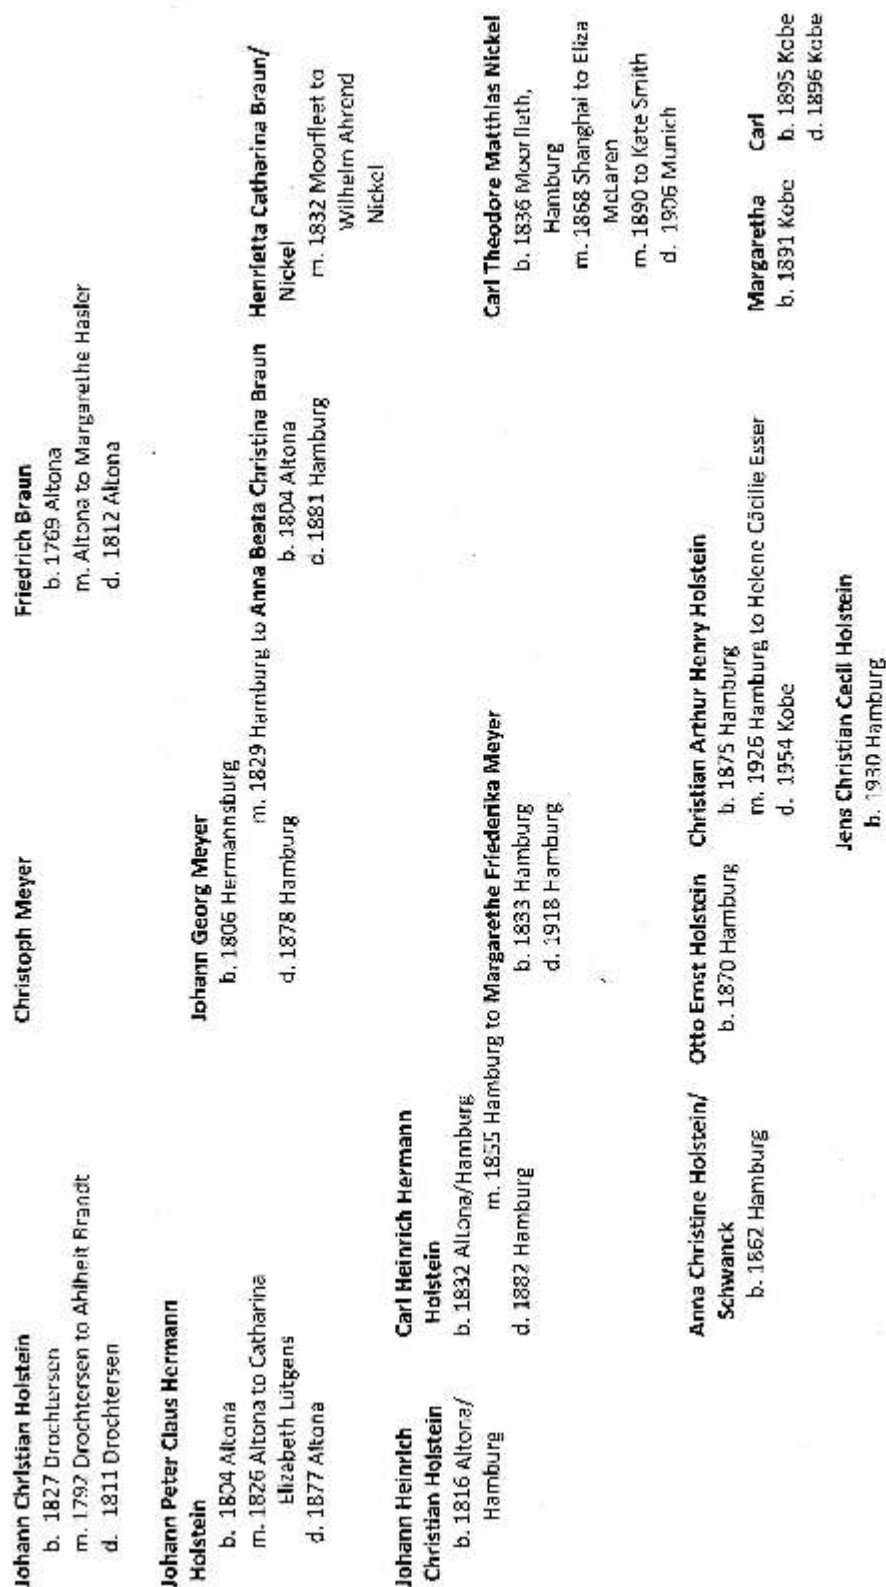 Johann Christian Holstein
b. 1827 Drochtersen
m. 1792 Drochtersen to Ahlheit Brandt
d. 1811 Drochtersen
Christoph Meyer
Friedrich Braun
b. 1769 Altona
m. Altona to Margarethe Hasler
d. 1812 Altona
Johann Peter Claus Hermann
Holstein
b. 1804 Altona
m. 1826 Altona to Catharina
Elizabeth Lütgens
d. 1877 Altona
Johann Georg Meyer
b. 1806 Hermannsburg
m. 1829 Hamburg to Anna Beata Christina Braun
d. 1878 Hamburg
b. 1804 Altona
d. 1881 Hamburg
Henrietta Catharina Braun/
Nickel
m. 1832 Moorfleet to
Wilhelm Ahrend
Nickel
Johann Heinrich
Christian Holstein
b. 1816 Altona/
Hamburg
Carl Heinrich Hermann
Holstein
b. 1832 Altona/Hamburg
m. 1855 Hamburg to Margarethe Friederika Meyer
d. 1882 Hamburg
b. 1833 Hamburg
d. 1918 Hamburg
Carl Theodore Matthias Nickel
b. 1836 Moorfleth,
Hamburg
m. 1868 Shanghai to Eliza
McLaren
m. 1890 to Kate Smith
d. 1906 Munich
Anna Christine Holstein/
Schwanck
b. 1862 Hamburg
Otto Ernst Holstein
b. 1870 Hamburg
Christian Arthur Henry Holstein
b. 1875 Hamburg
m. 1926 Hamburg to Helene Cäcilie Esser
d. 1954 Kobe
Margaretha
b. 1891 Kobe
Carl
b. 1895 Kobe
d. 1896 Kobe
Jens Christian Cecil Holstein
b. 1930 Hamburg